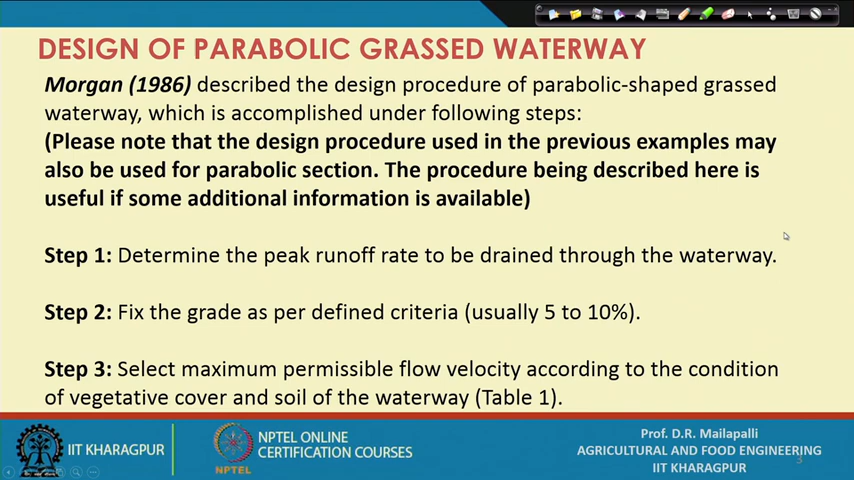 DESIGN OF PARABOLIC GRASSED WATERWAY
Morgan (1986) described the design procedure of parabolic-shaped grassed
waterway, which is accomplished under following steps:
(Please note that the design procedure used in the previous examples may
also be used for parabolic section. The procedure being described here is
useful if some additional information is available)
Step 1: Determine the peak runoff rate to be drained through the waterway.
Step 2: Fix the grade as per defined criteria (usually 5 to 10%).
Step 3: Select maximum permissible flow velocity according to the condition
of vegetative cover and soil of the waterway (Table 1).
IIT KHARAGPUR
NPTEL
NPTEL ONLINE
CERTIFICATION COURSES
Prof. D.R. Mailapalli
AGRICULTURAL AND FOOD ENGINEERING
IIT KHARAGPUR
3